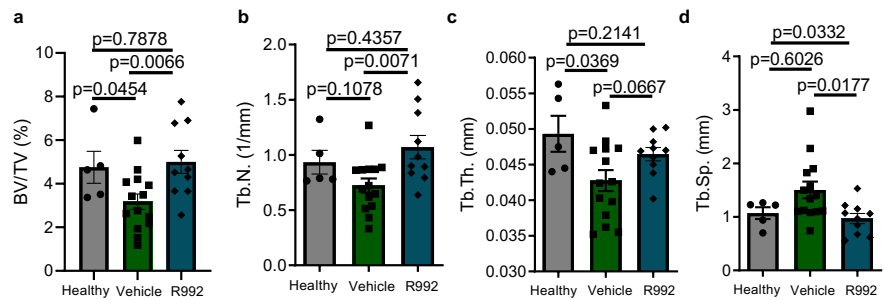 a
p=0.7878
p=0.0066
p=0.0454
BV/TV (%)
10
8
6
4
2
0
Healthy Vehicle R992
b
p=0.4357
p=0.0071
p=0.1078
Tb.N. (1/mm)
2.0
1.5
1.0
0.5
0.0
Healthy Vehicle R992
c
p=0.2141
p=0.0369
p=0.0667
Tb.Th. (mm)
0.060
0.055
0.050
0.045
0.040
0.035
0.030
Healthy Vehicle R992
d
p=0.0332
p=0.6026
p=0.0177
Tb.Sp. (mm)
4
3
2
1
0
Healthy Vehicle R992